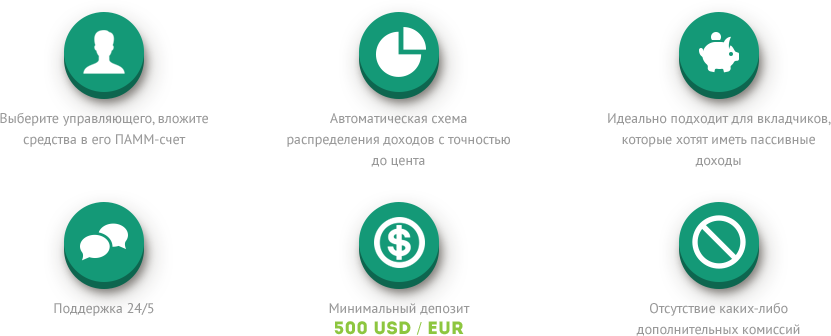 Выберите управляющего, вложите
средства в его ПАММ-счет
Автоматическая схема
распределения доходов с точностью
до цента
Идеально подходит для вкладчиков,
которые хотят иметь пассивные
доходы
Поддержка 24/5
Минимальный депозит
500 USD / EUR
Отсутствие каких-либо
дополнительных комиссий